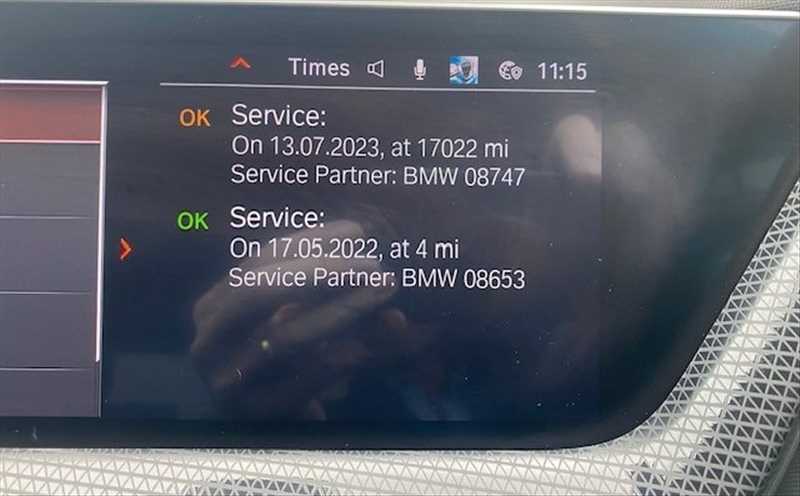 Times 11:15
OK Service:
On 13.07.2023, at 17022 mi
Service Partner: BMW 08747
OK Service:
On 17.05.2022, at 4 mi
Service Partner: BMW 08653